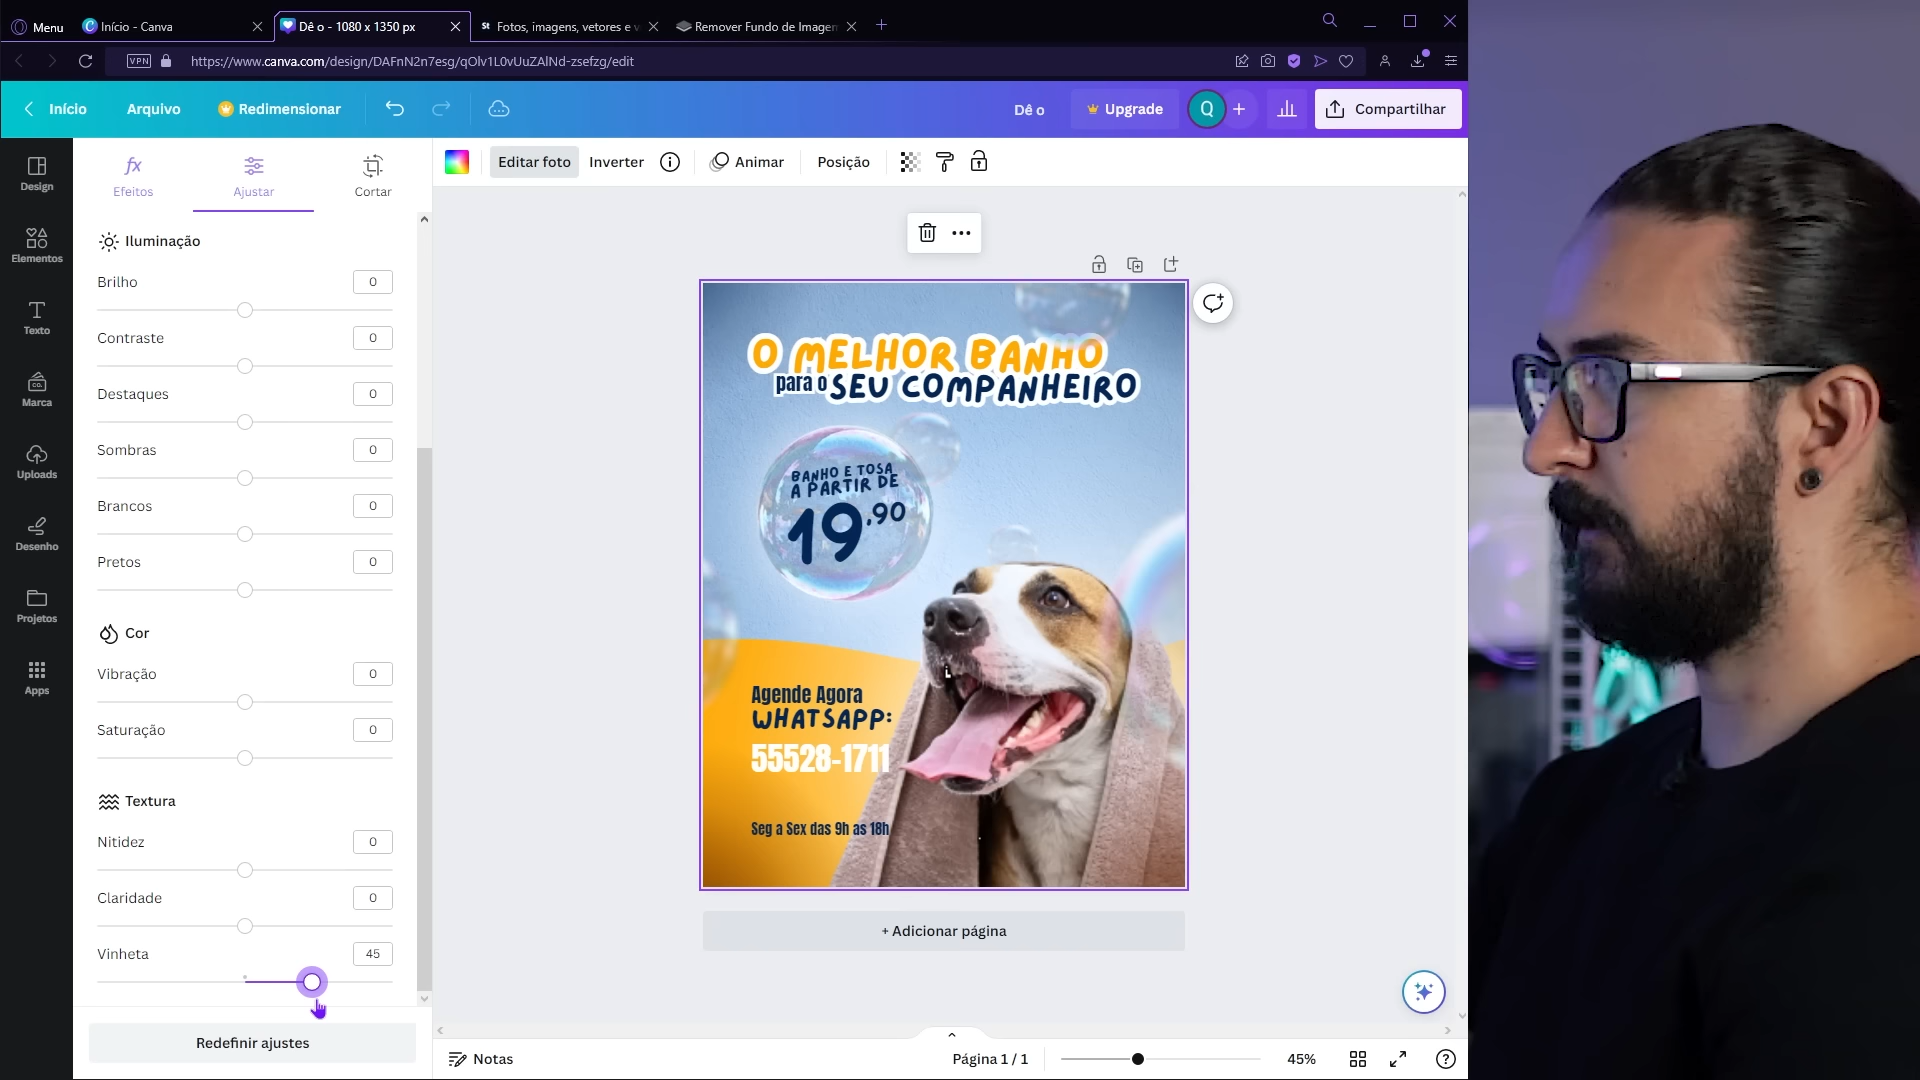 Menu
Início - Canva
Dê o - 1080 x 1350 px
Fotos, imagens, vetores e v
Remover Fundo de Imagen
VPN
https://www.canva.com/design/DAFnN2n7esg/qOlv1L0vUuZAlNd-zsefzg/edit
Início
Arquivo
Redimensionar
Dê o
Upgrade
Q
Compartilhar
Design
Elementos
Texto
Marca
Uploads
Desenho
Projetos
Apps
fx
Efeitos
Ajustar
Cortar
Iluminação
Brilho 0
Contraste 0
Destaques 0
Sombras 0
Brancos 0
Pretos 0
Cor
Vibração 0
Saturação 0
Textura
Nitidez 0
Claridade 0
Vinheta 45
Redefinir ajustes
Editar foto
Inverter
Animar
Posição
O MELHOR BANHO
para o SEU COMPANHEIRO
BANHO E TOSA
A PARTIR DE
19,90
Agende Agora
WHATSAPP:
55528-1711
Seg a Sex das 9h as 18h
+ Adicionar página
Notas
Página 1 / 1
45%